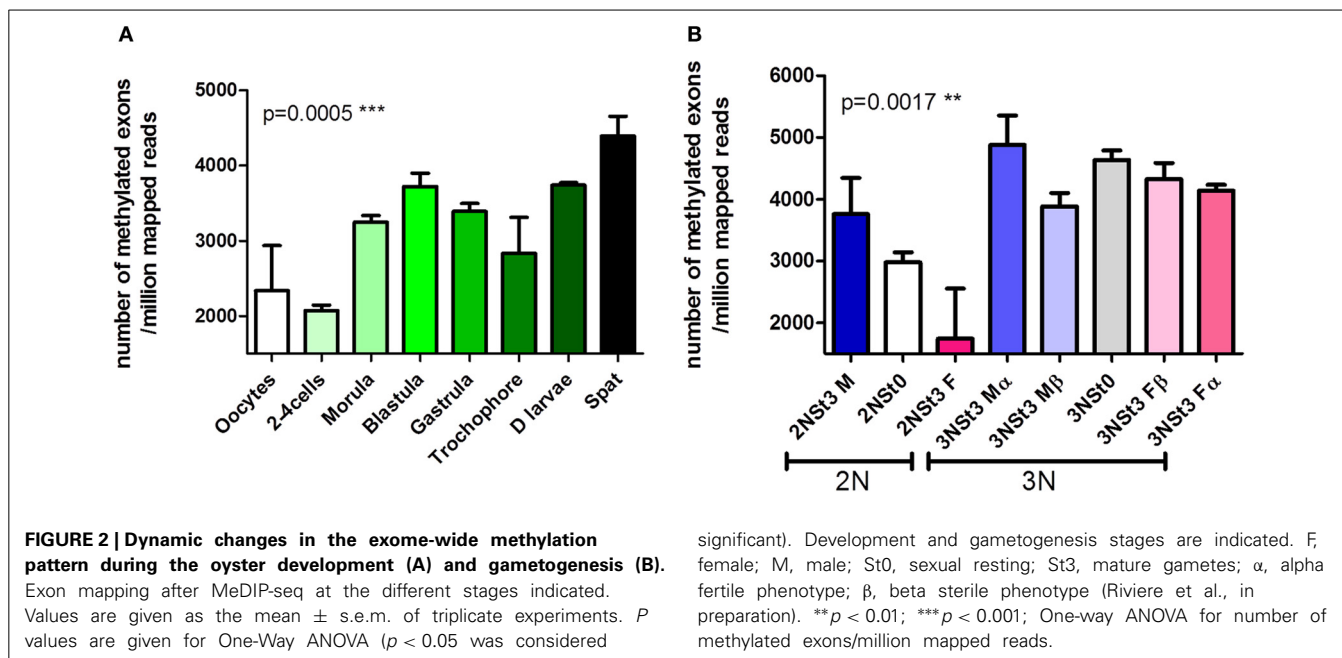 A
number of methylated exons
/million mapped reads
5000
4000
3000
2000
p=0.0005 ***
Oocytes
2-4cells
Morula
Blastula
Gastrula
Trochophore
D larvae
Spat
B
number of methylated exons
/million mapped reads
6000
5000
4000
3000
2000
p=0.0017 **
2NSt3 M
2NSt0
2NSt3 F
3NSt3 Mα
3NSt3 Mβ
3NSt0
3NSt3 Fβ
3NSt3 Fα
2N
3N
FIGURE 2 | Dynamic changes in the exome-wide methylation
pattern during the oyster development (A) and gametogenesis (B).
Exon mapping after MeDIP-seq at the different stages indicated.
Values are given as the mean ± s.e.m. of triplicate experiments. P
values are given for One-Way ANOVA (p < 0.05 was considered
significant). Development and gametogenesis stages are indicated. F,
female; M, male; St0, sexual resting; St3, mature gametes; α, alpha
fertile phenotype; β, beta sterile phenotype (Riviere et al., in
preparation). **p < 0.01; ***p < 0.001; One-way ANOVA for number of
methylated exons/million mapped reads.